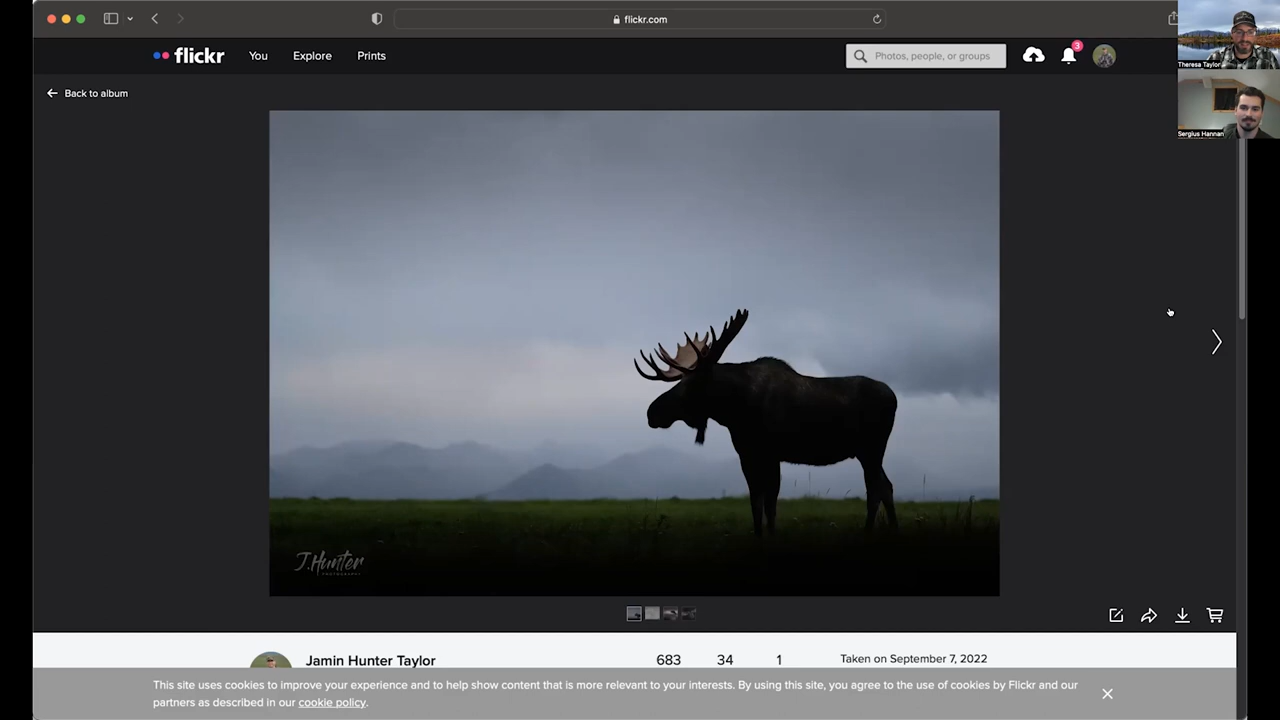 flickr.com
flickr You Explore Prints Photos, people, or groups 3
Theresa Taylor
Back to album
Sergius Hannan
J.Hunter
PHOTOGRAPHY
Jamin Hunter Taylor 683 34 1 Taken on September 7, 2022
This site uses cookies to improve your experience and to help show content that is more relevant to your interests. By using this site, you agree to the use of cookies by Flickr and our
partners as described in our cookie policy.